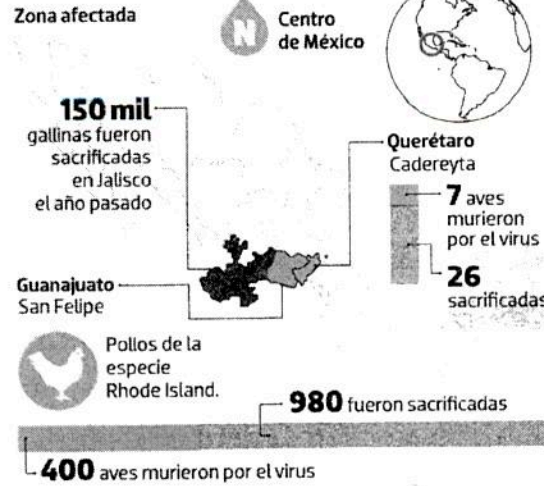 Zona afectada
N
Centro
de México
150 mil
gallinas fueron
sacrificadas
en Jalisco
el año pasado
Querétaro
Cadereyta
7 aves
murieron
por el virus
26
sacrificadas
Guanajuato
San Felipe
Pollos de la
especie
Rhode Island.
980 fueron sacrificadas
400 aves murieron por el virus